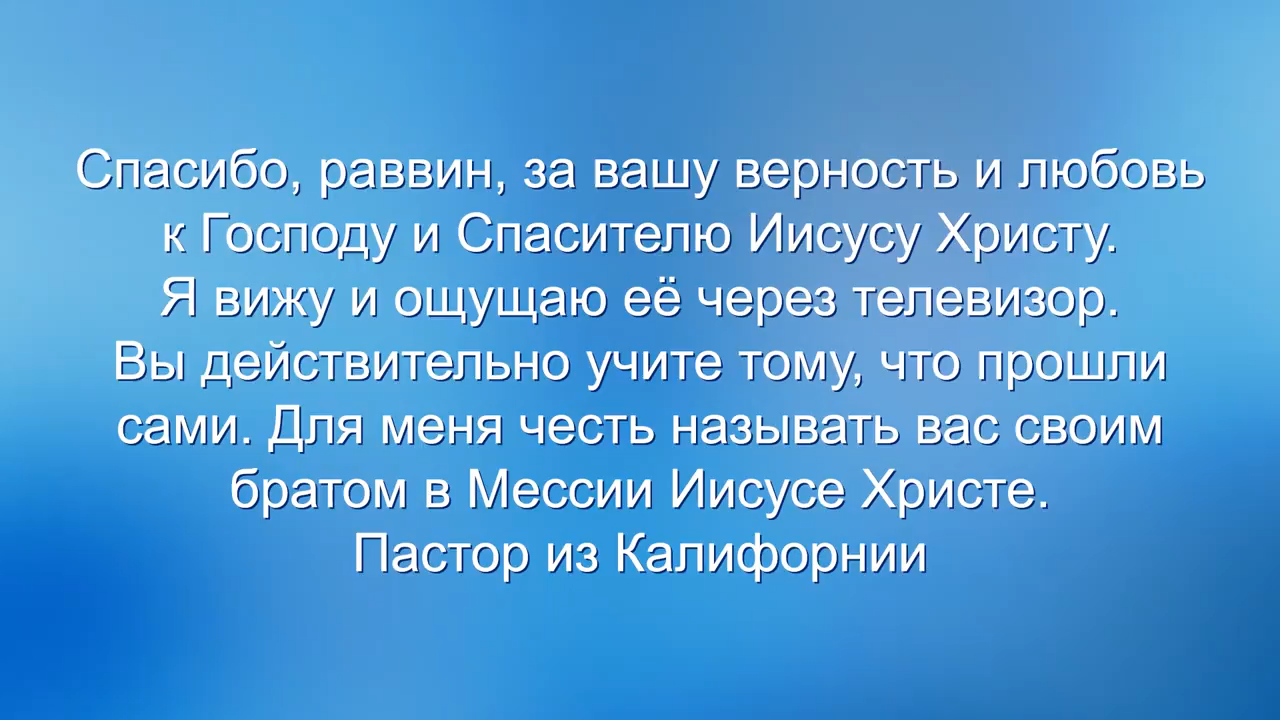 Спасибо, раввин, за вашу верность и любовь
к Господу и Спасителю Иисусу Христу.
Я вижу и ощущаю её через телевизор.
Вы действительно учите тому, что прошли
сами. Для меня честь называть вас своим
братом в Мессии Иисусе Христе.
Пастор из Калифорнии